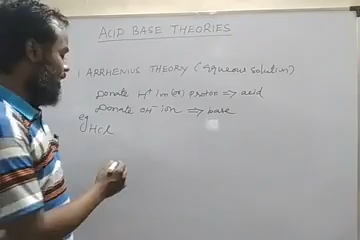 ACID BASE THEORIES
1 ARRHENIUS THEORY (aqueous solution)
Donate H+ ion (or) proton ⇒ acid
Donate OH- ion ⇒ base
eg
HCl